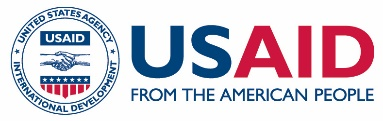 UNITED STATES AGENCY
USAID
INTERNATIONAL DEVELOPMENT
USAID
FROM THE AMERICAN PEOPLE